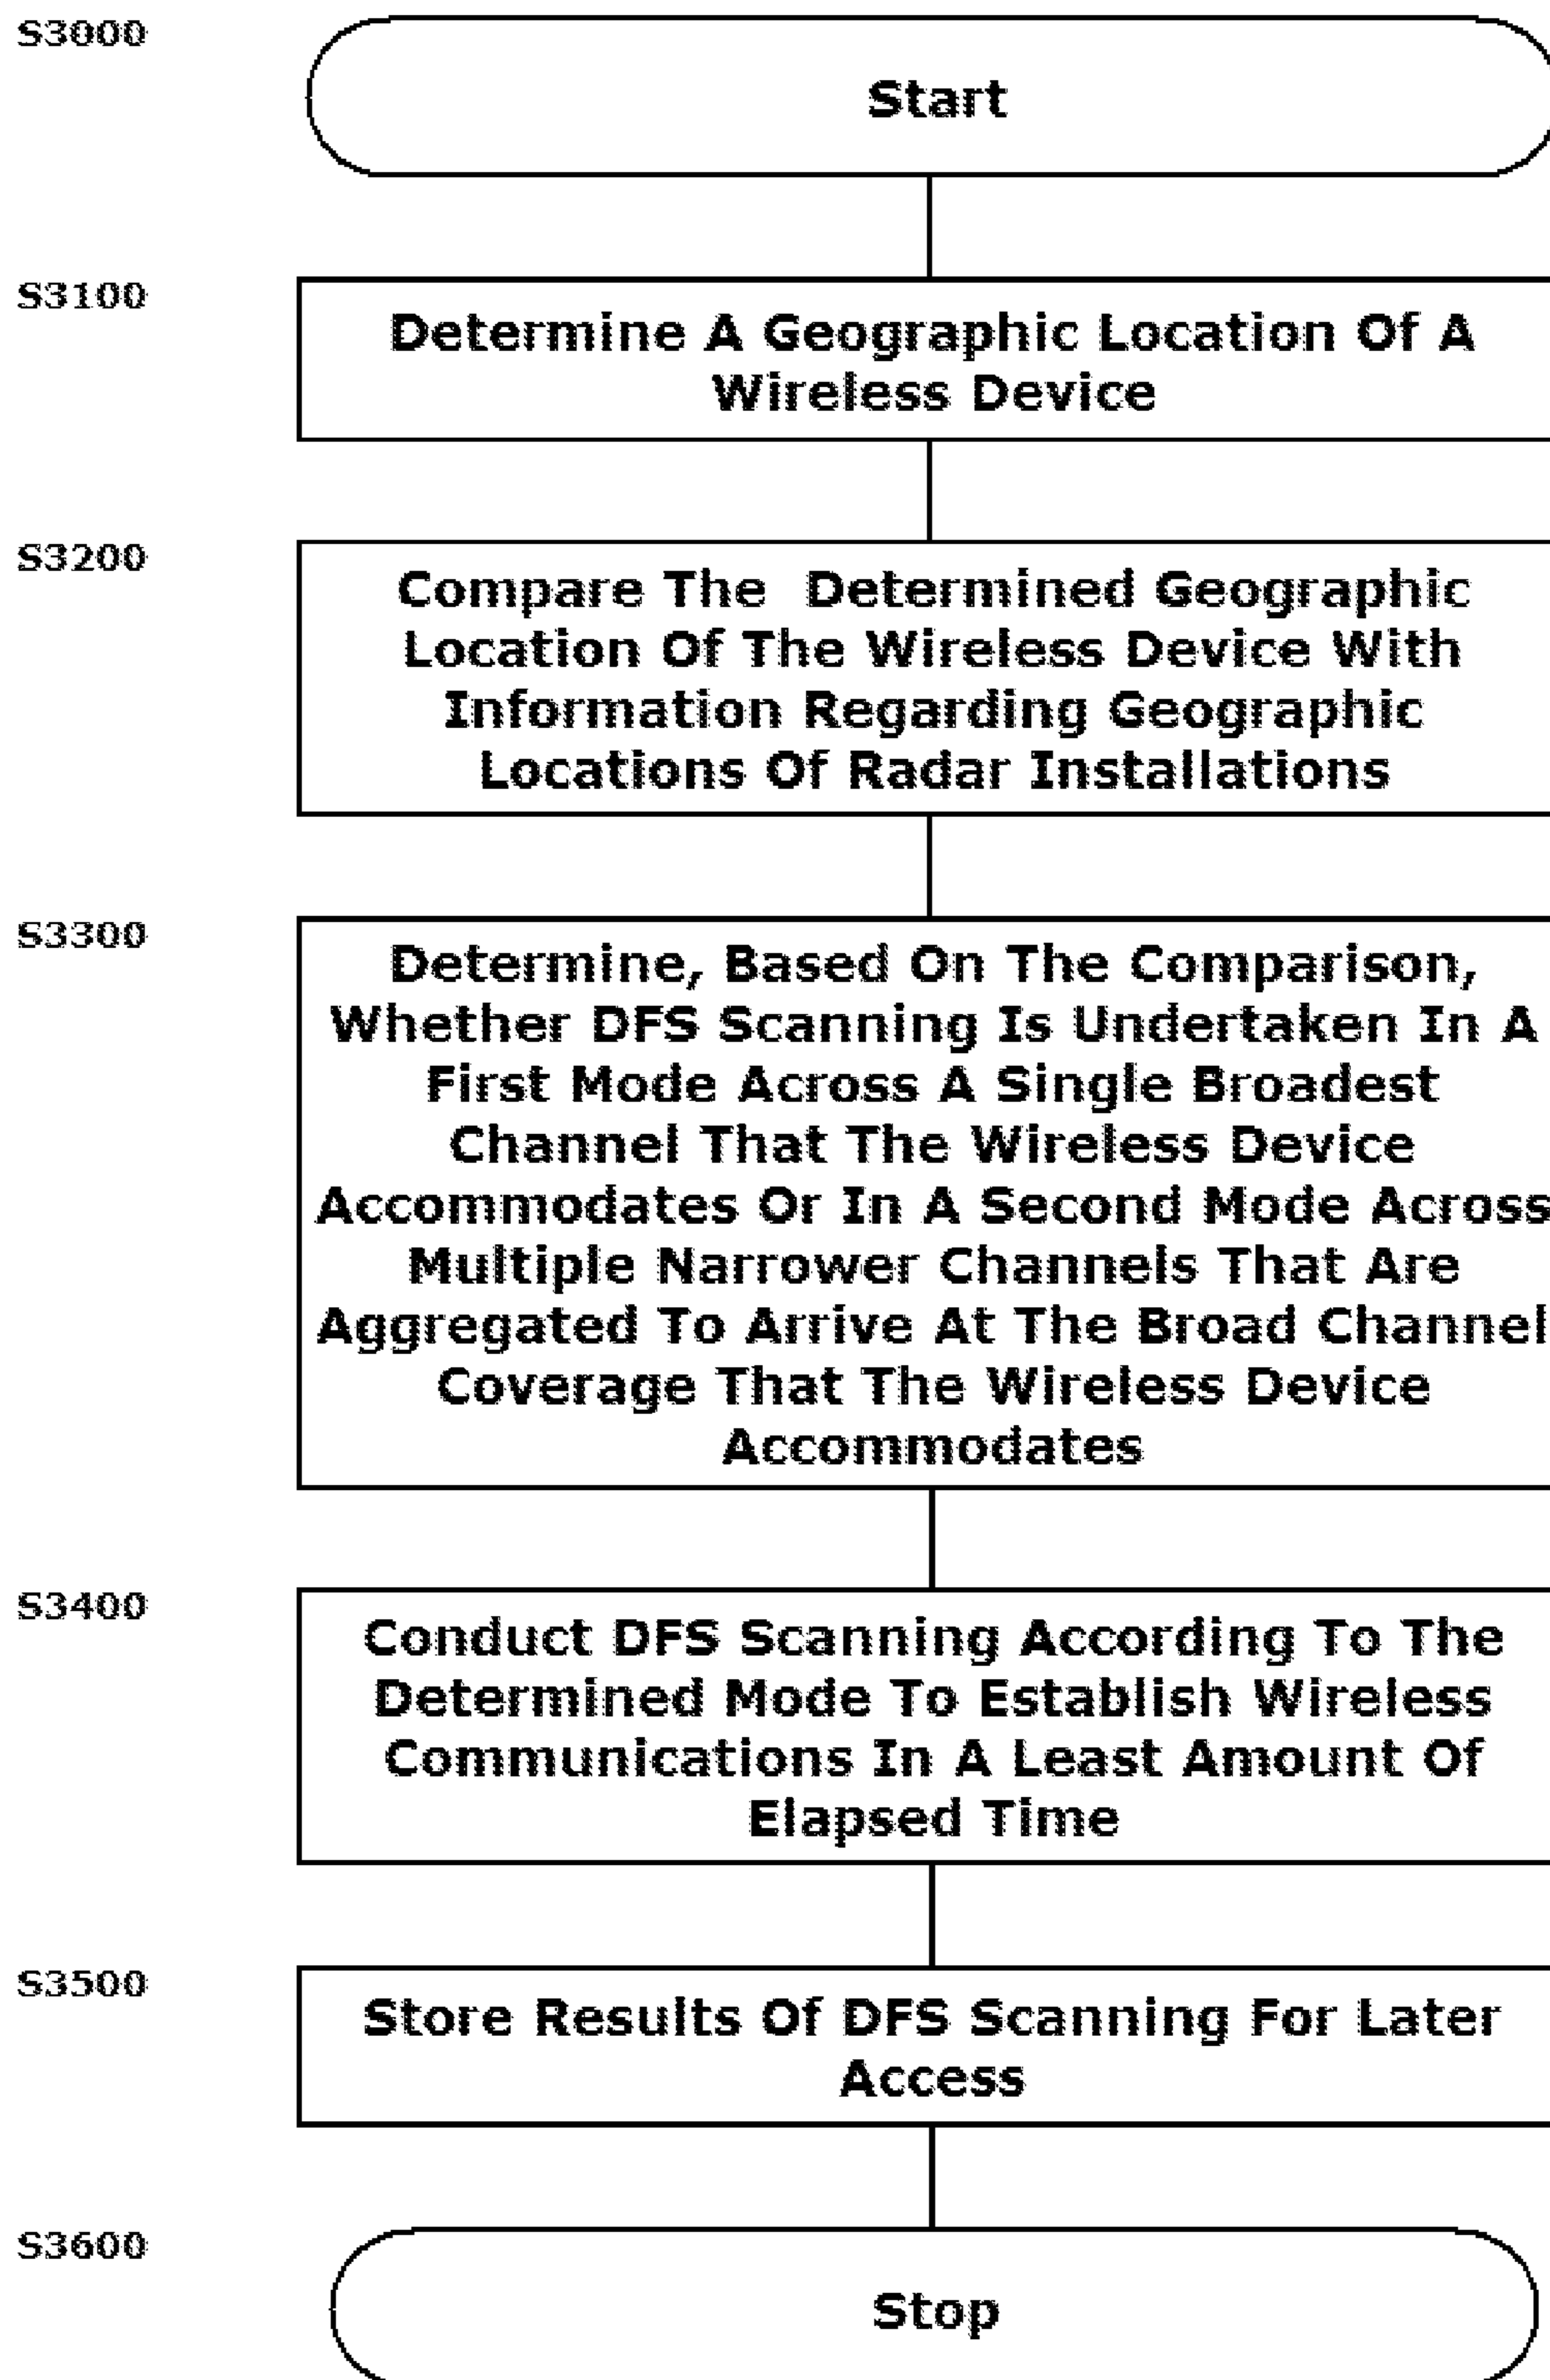 S3000
Start
S3100
Determine A Geographic Location Of A
Wireless Device
S3200
Compare The Determined Geographic
Location Of The Wireless Device With
Information Regarding Geographic
Locations Of Radar Installations
S3300
Determine, Based On The Comparison,
Whether DFS Scanning Is Undertaken In A
First Mode Across A Single Broadest
Channel That The Wireless Device
Accommodates Or In A Second Mode Across
Multiple Narrower Channels That Are
Aggregated To Arrive At The Broad Channel
Coverage That The Wireless Device
Accommodates
S3400
Conduct DFS Scanning According To The
Determined Mode To Establish Wireless
Communications In A Least Amount Of
Elapsed Time
S3500
Store Results Of DFS Scanning For Later
Access
S3600
Stop